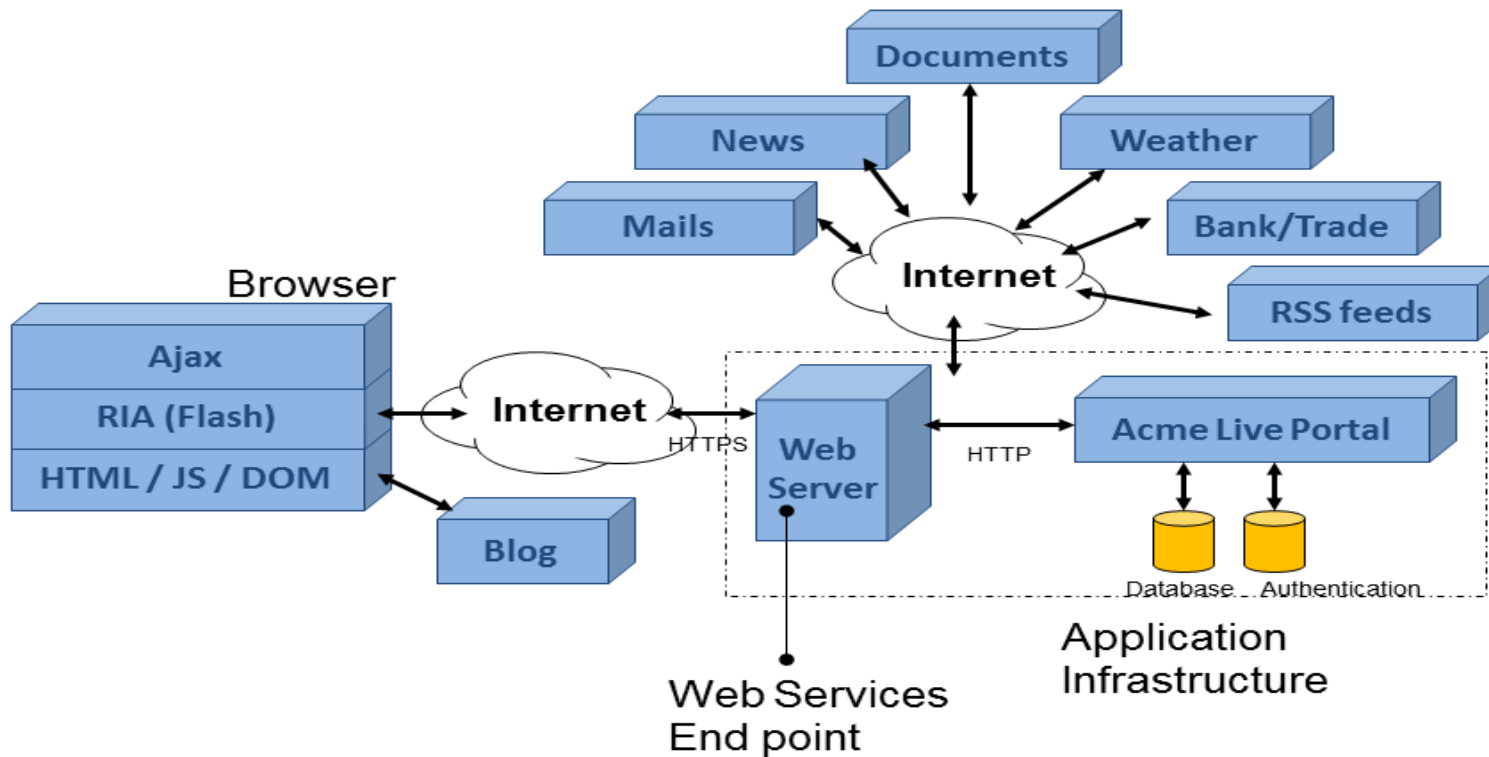 Documents
News
Weather
Mails
Bank/Trade
Internet
RSS feeds
Browser
Ajax
RIA (Flash)
HTML / JS / DOM
Internet
HTTPS
Blog
Web
Server
HTTP
Acme Live Portal
Database
Authentication
Application
Infrastructure
Web Services
End point